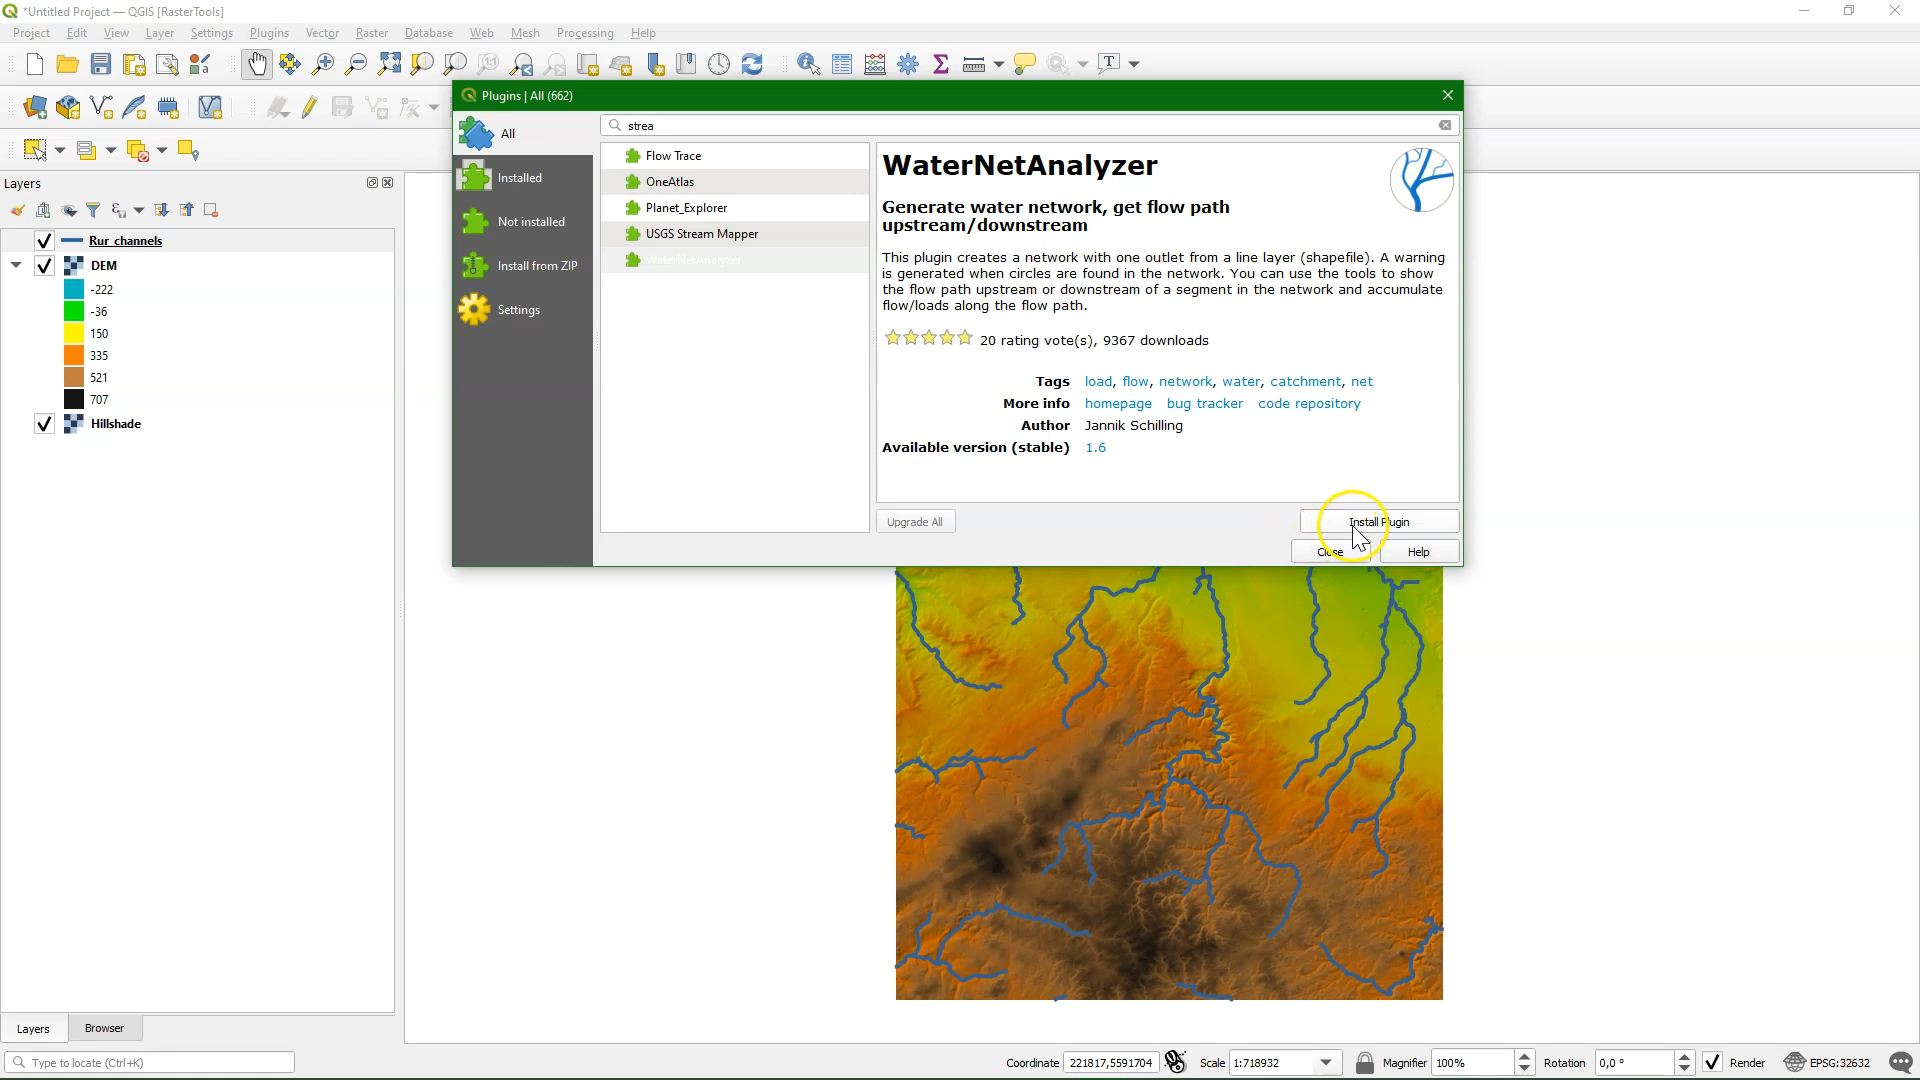 *Untitled Project — QGIS [RasterTools]
Project Edit View Layer Settings Plugins Vector Raster Database Web Mesh Processing Help
Plugins | All (662)
strea
All
Installed
Not installed
Install from ZIP
Settings
Flow Trace
OneAtlas
Planet_Explorer
USGS Stream Mapper
WaterNetAnalyzer
WaterNetAnalyzer
Generate water network, get flow path
upstream/downstream
This plugin creates a network with one outlet from a line layer (shapefile). A warning
is generated when circles are found in the network. You can use the tools to show
the flow path upstream or downstream of a segment in the network and accumulate
flow/loads along the flow path.
20 rating vote(s), 9367 downloads
Tags load, flow, network, water, catchment, net
More info homepage bug tracker code repository
Author Jannik Schilling
Available version (stable) 1.6
Upgrade All
Install Plugin
Close
Help
Layers
Rur_channels
DEM
-222
-36
150
335
521
707
Hillshade
Layers Browser
Type to locate (Ctrl+K)
Coordinate 221817,5591704 Scale 1:718932 Magnifier 100% Rotation 0,0 ° Render EPSG:32632